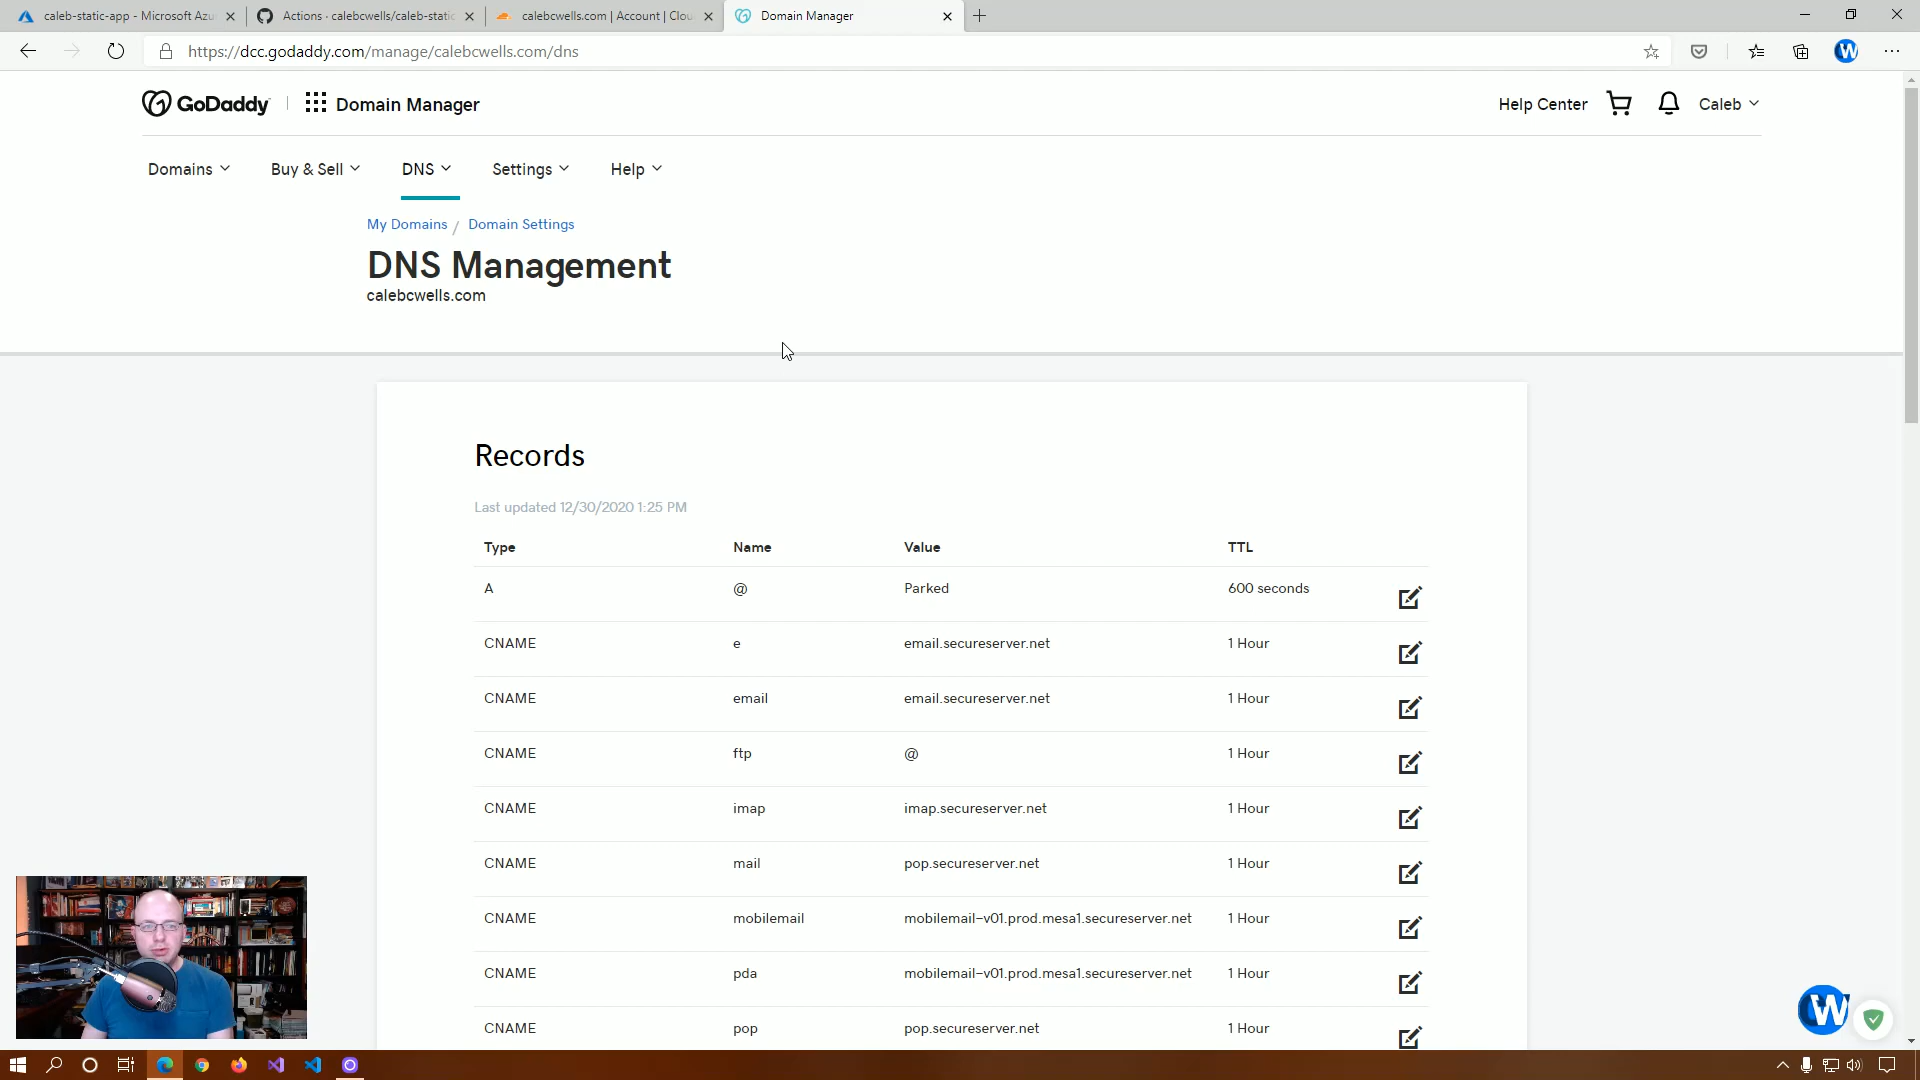 caleb-static-app - Microsoft Azu
Actions · calebcwells/caleb-static
calebcwells.com | Account | Clou
Domain Manager
https://dcc.godaddy.com/manage/calebcwells.com/dns
GoDaddy
Domain Manager
Help Center
Caleb
Domains
Buy & Sell
DNS
Settings
Help
My Domains / Domain Settings
DNS Management
calebcwells.com
Records
Last updated 12/30/2020 1:25 PM
Type Name Value TTL
A @ Parked 600 seconds
CNAME e email.secureserver.net 1 Hour
CNAME email email.secureserver.net 1 Hour
CNAME ftp @ 1 Hour
CNAME imap imap.secureserver.net 1 Hour
CNAME mail pop.secureserver.net 1 Hour
CNAME mobilemail mobilemail-v01.prod.mesa1.secureserver.net 1 Hour
CNAME pda mobilemail-v01.prod.mesa1.secureserver.net 1 Hour
CNAME pop pop.secureserver.net 1 Hour
W